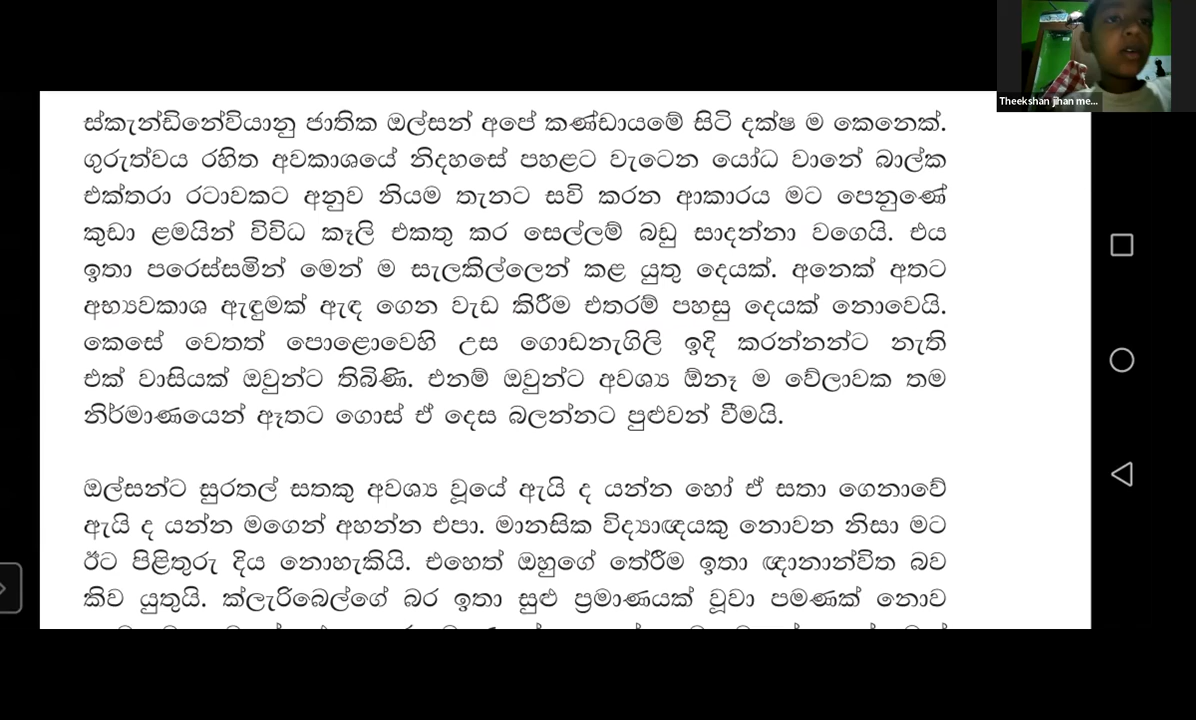 Theekshan jihan me...
ස්කැන්ඩිනේවියානු ජාතික ඔල්සන් අපේ කණ්ඩායමේ සිටි දක්ෂ ම කෙනෙක්.
ගුරුත්වය රහිත අවකාශයේ නිදහසේ පහළට වැටෙන යෝධ වානේ බාල්ක
එක්තරා රටාවකට අනුව නියම තැනට සවි කරන ආකාරය මට පෙනුණේ
කුඩා ළමයින් විවිධ කෑලි එකතු කර සෙල්ලම් බඩු සාදන්නා වගෙයි. එය
ඉතා පරෙස්සමින් මෙන් ම සැලකිල්ලෙන් කළ යුතු දෙයක්. අනෙක් අතට
අභ්‍යවකාශ ඇඳුමක් ඇඳ ගෙන වැඩ කිරීම එතරම් පහසු දෙයක් නොවෙයි.
කෙසේ වෙතත් පොළොවෙහි උස ගොඩනැගිලි ඉදි කරන්නන්ට නැති
එක් වාසියක් ඔවුන්ට තිබිණි. එනම් ඔවුන්ට අවශ්‍ය ඕනෑ ම වේලාවක තම
නිර්මාණයෙන් ඈතට ගොස් ඒ දෙස බලන්නට පුළුවන් වීමයි.
ඔල්සන්ට සුරතල් සතකු අවශ්‍ය වූයේ ඇයි ද යන්න හෝ ඒ සතා ගෙනාවේ
ඇයි ද යන්න මගෙන් අහන්න එපා. මානසික විද්‍යාඥයකු නොවන නිසා මට
ඊට පිළිතුරු දිය නොහැකියි. එහෙත් ඔහුගේ තේරීම ඉතා ඥානාන්විත බව
කිව යුතුයි. ක්ලැරිබෙල්ගේ බර ඉතා සුළු ප්‍රමාණයක් වූවා පමණක් නොව